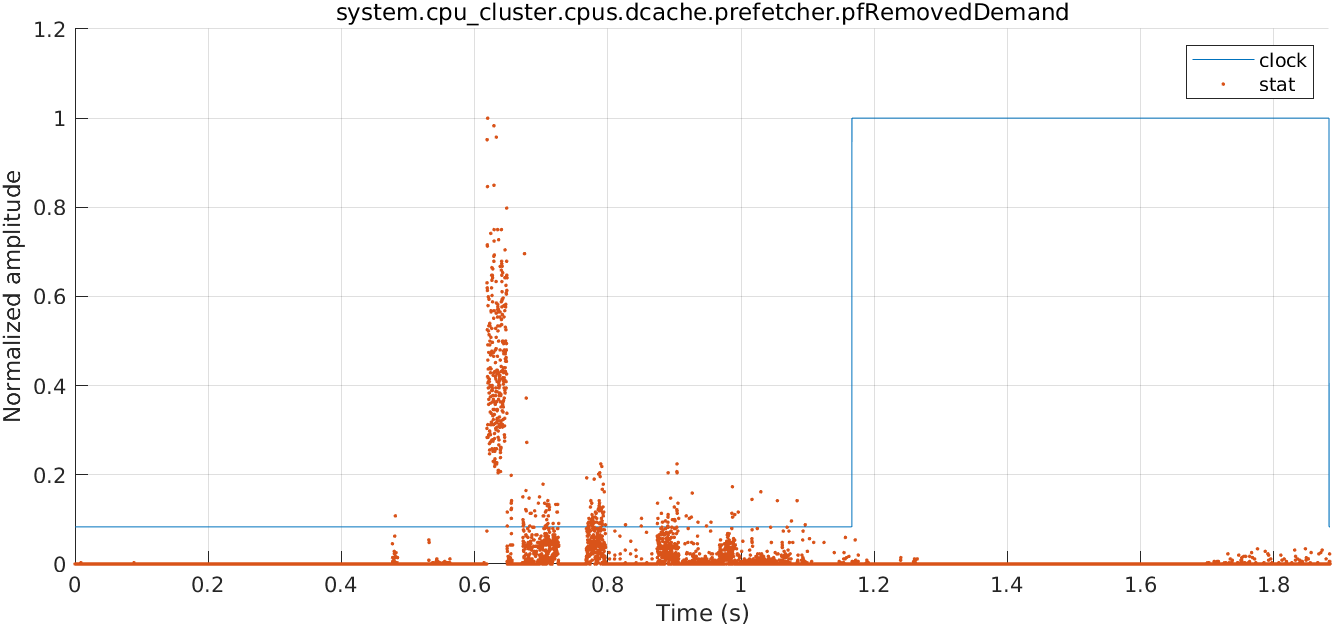 system.cpu_cluster.cpus.dcache.prefetcher.pfRemovedDemand
1.2
1
0.8
0.6
0.4
0.2
0
Normalized amplitude
clock
stat
0 0.2 0.4 0.6 0.8 1 1.2 1.4 1.6 1.8
Time (s)